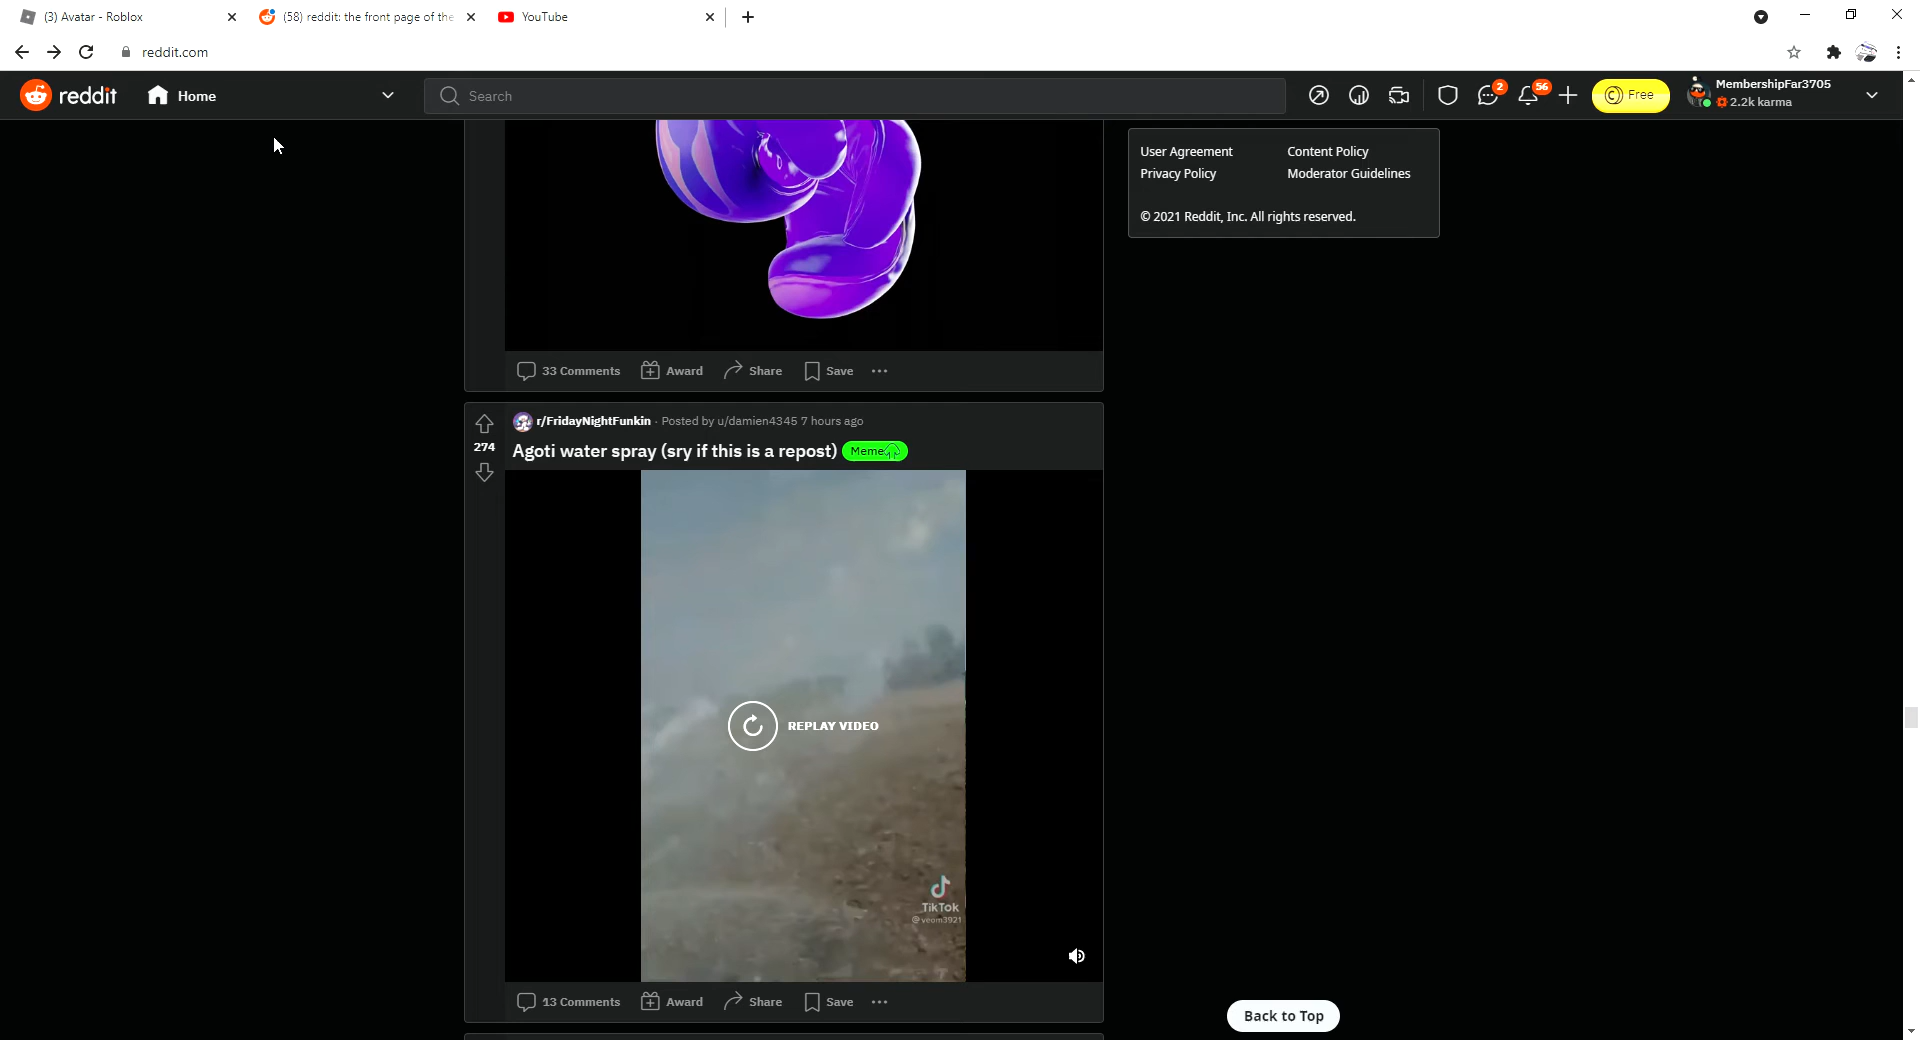 (3) Avatar - Roblox
(58) reddit: the front page of the
YouTube
reddit.com
reddit
Home
Search
2
56
Free
MembershipFar3705
2.2k karma
User Agreement
Content Policy
Privacy Policy
Moderator Guidelines
© 2021 Reddit, Inc. All rights reserved.
33 Comments
Award
Share
Save
r/FridayNightFunkin · Posted by u/damien4345 7 hours ago
274
Agoti water spray (sry if this is a repost)
Meme
REPLAY VIDEO
TikTok
@veom3921
13 Comments
Award
Share
Save
Back to Top